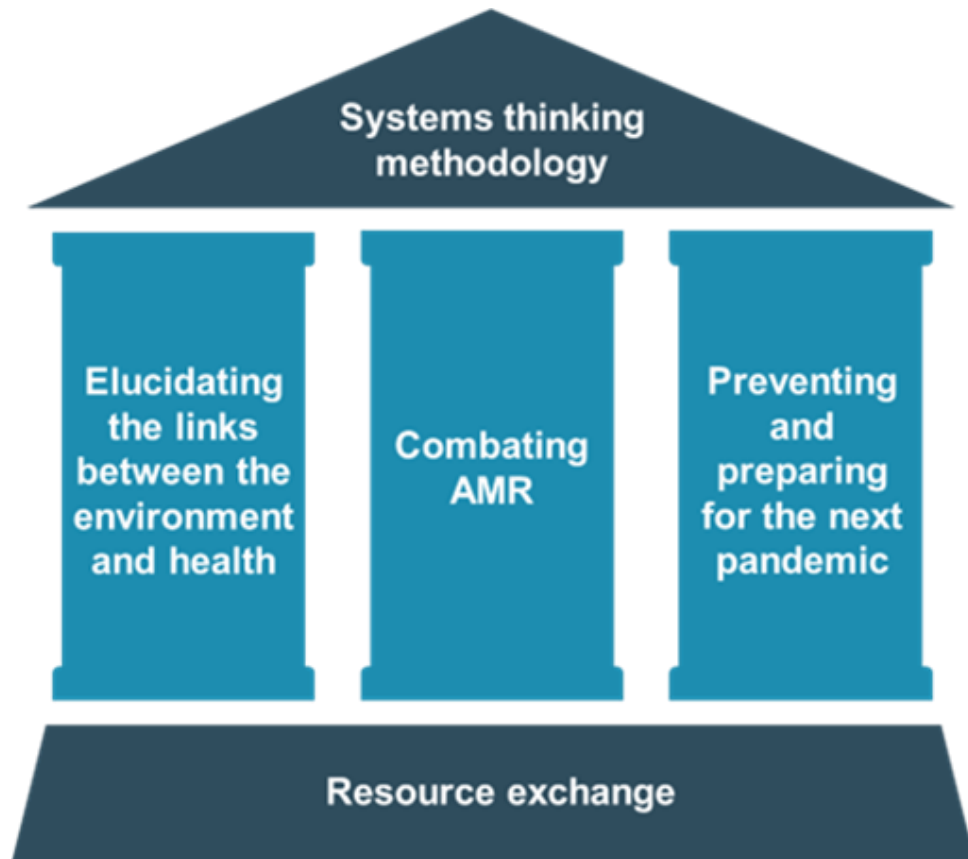 Systems thinking
methodology
Elucidating
the links
between the
environment
and health
Combating
AMR
Preventing
and
preparing
for the next
pandemic
Resource exchange